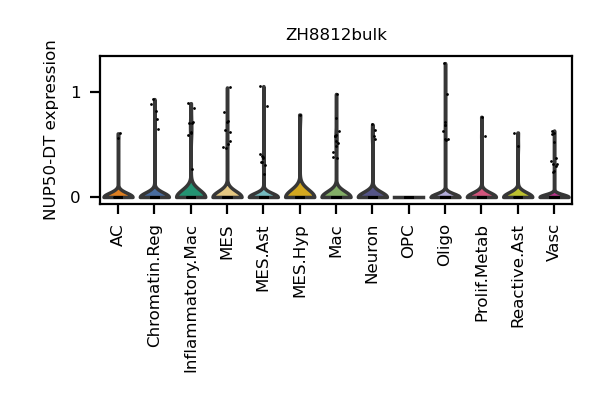 ZH8812bulk
NUP50-DT expression
1
0
AC
Chromatin.Reg
Inflammatory.Mac
MES
MES.Ast
MES.Hyp
Mac
Neuron
OPC
Oligo
Prolif.Metab
Reactive.Ast
Vasc